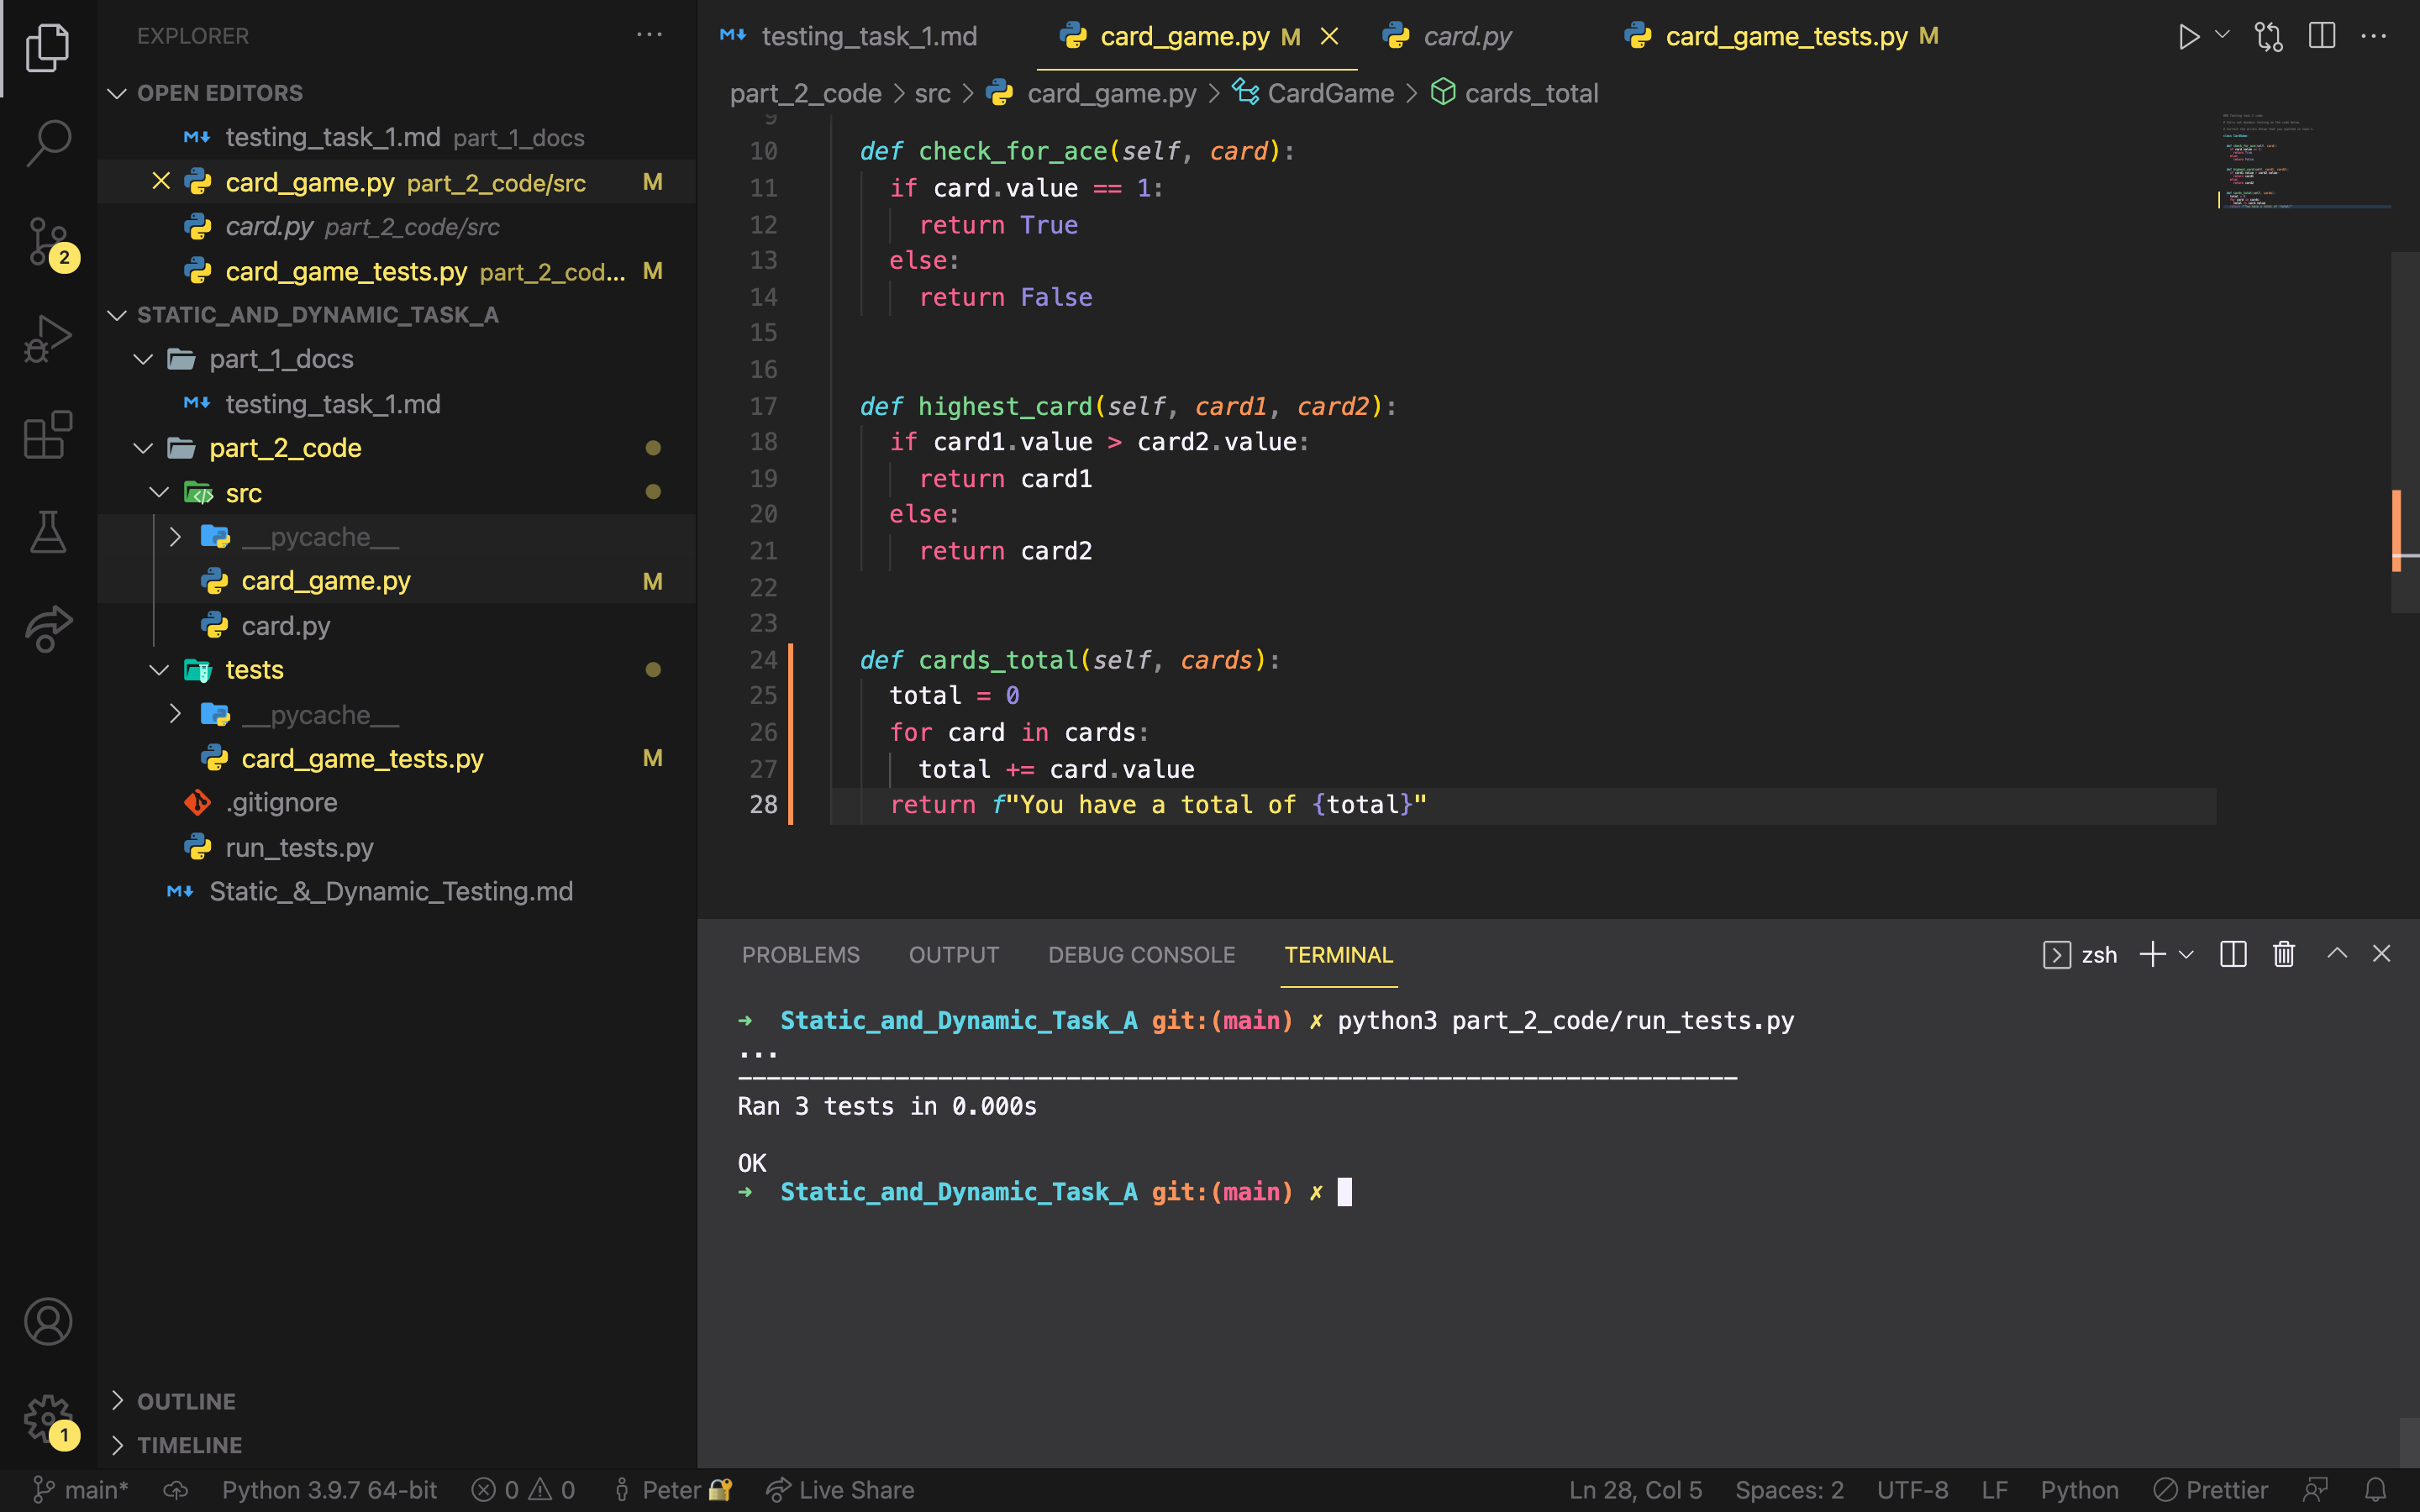 EXPLORER
OPEN EDITORS
testing_task_1.md part_1_docs
card_game.py part_2_code/src M
card.py part_2_code/src
card_game_tests.py part_2_cod... M
STATIC_AND_DYNAMIC_TASK_A
part_1_docs
testing_task_1.md
part_2_code
src
__pycache__
card_game.py M
card.py
tests
__pycache__
card_game_tests.py M
.gitignore
run_tests.py
Static_&_Dynamic_Testing.md
OUTLINE
TIMELINE
2
1
testing_task_1.md card_game.py M card.py card_game_tests.py M
part_2_code > src > card_game.py > CardGame > cards_total
9
10 def check_for_ace(self, card):
11 if card.value == 1:
12 return True
13 else:
14 return False
15
16
17 def highest_card(self, card1, card2):
18 if card1.value > card2.value:
19 return card1
20 else:
21 return card2
22
23
24 def cards_total(self, cards):
25 total = 0
26 for card in cards:
27 total += card.value
28 return f"You have a total of {total}"
PROBLEMS OUTPUT DEBUG CONSOLE TERMINAL zsh
➜ Static_and_Dynamic_Task_A git:(main) ✗ python3 part_2_code/run_tests.py
...
----------------------------------------------------------------------
Ran 3 tests in 0.000s
OK
➜ Static_and_Dynamic_Task_A git:(main) ✗
main* Python 3.9.7 64-bit 0 0 Peter Live Share Ln 28, Col 5 Spaces: 2 UTF-8 LF Python Prettier